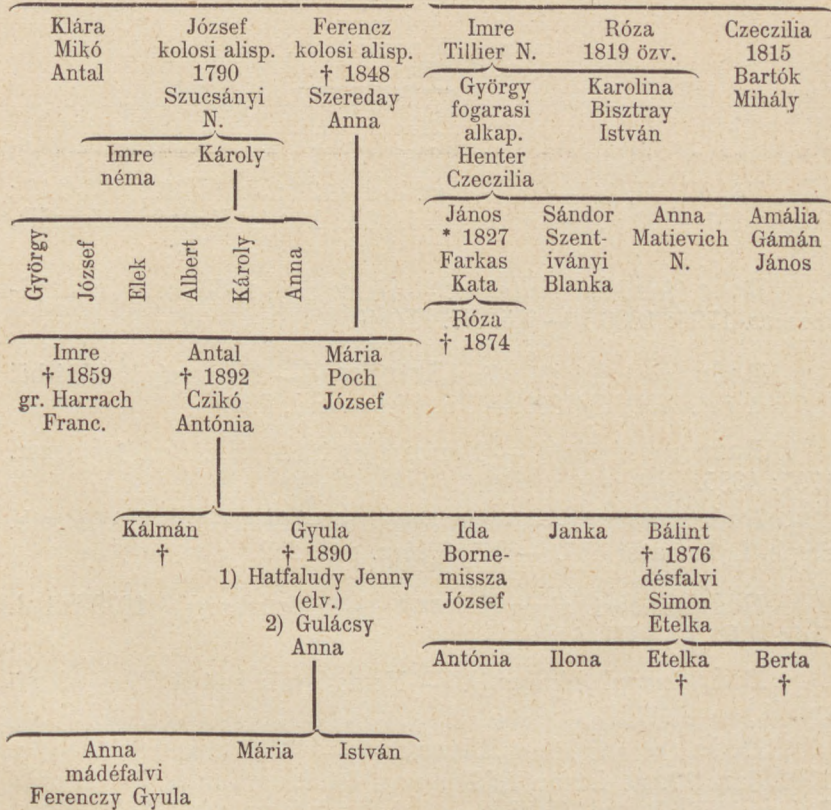 Klára
Mikó
Antal
József
kolosi alisp.
1790
Szucsányi
N.
Ferencz
kolosi alisp.
† 1848
Szereday
Anna
Imre
Tillier N.
Róza
1819 özv.
Czeczilia
1815
Bartók
Mihály
György
fogarasi
alkap.
Henter
Czeczilia
Karolina
Bisztray
István
Imre
néma
Károly
György
József
Elek
Albert
Károly
Anna
János
* 1827
Farkas
Kata
Sándor
Szent-
iványi
Blanka
Anna
Matievich
N.
Amália
Gámán
János
Róza
† 1874
Imre
† 1859
gr. Harrach
Franc.
Antal
† 1892
Czikó
Antónia
Mária
Poch
József
Kálmán
†
Gyula
† 1890
1) Hatfaludy Jenny
(elv.)
2) Gulácsy
Anna
Ida
Borne-
missza
József
Janka
Bálint
† 1876
désfalvi
Simon
Etelka
Antónia
Ilona
Etelka
†
Berta
†
Anna
mádéfalvi
Ferenczy Gyula
Mária
István